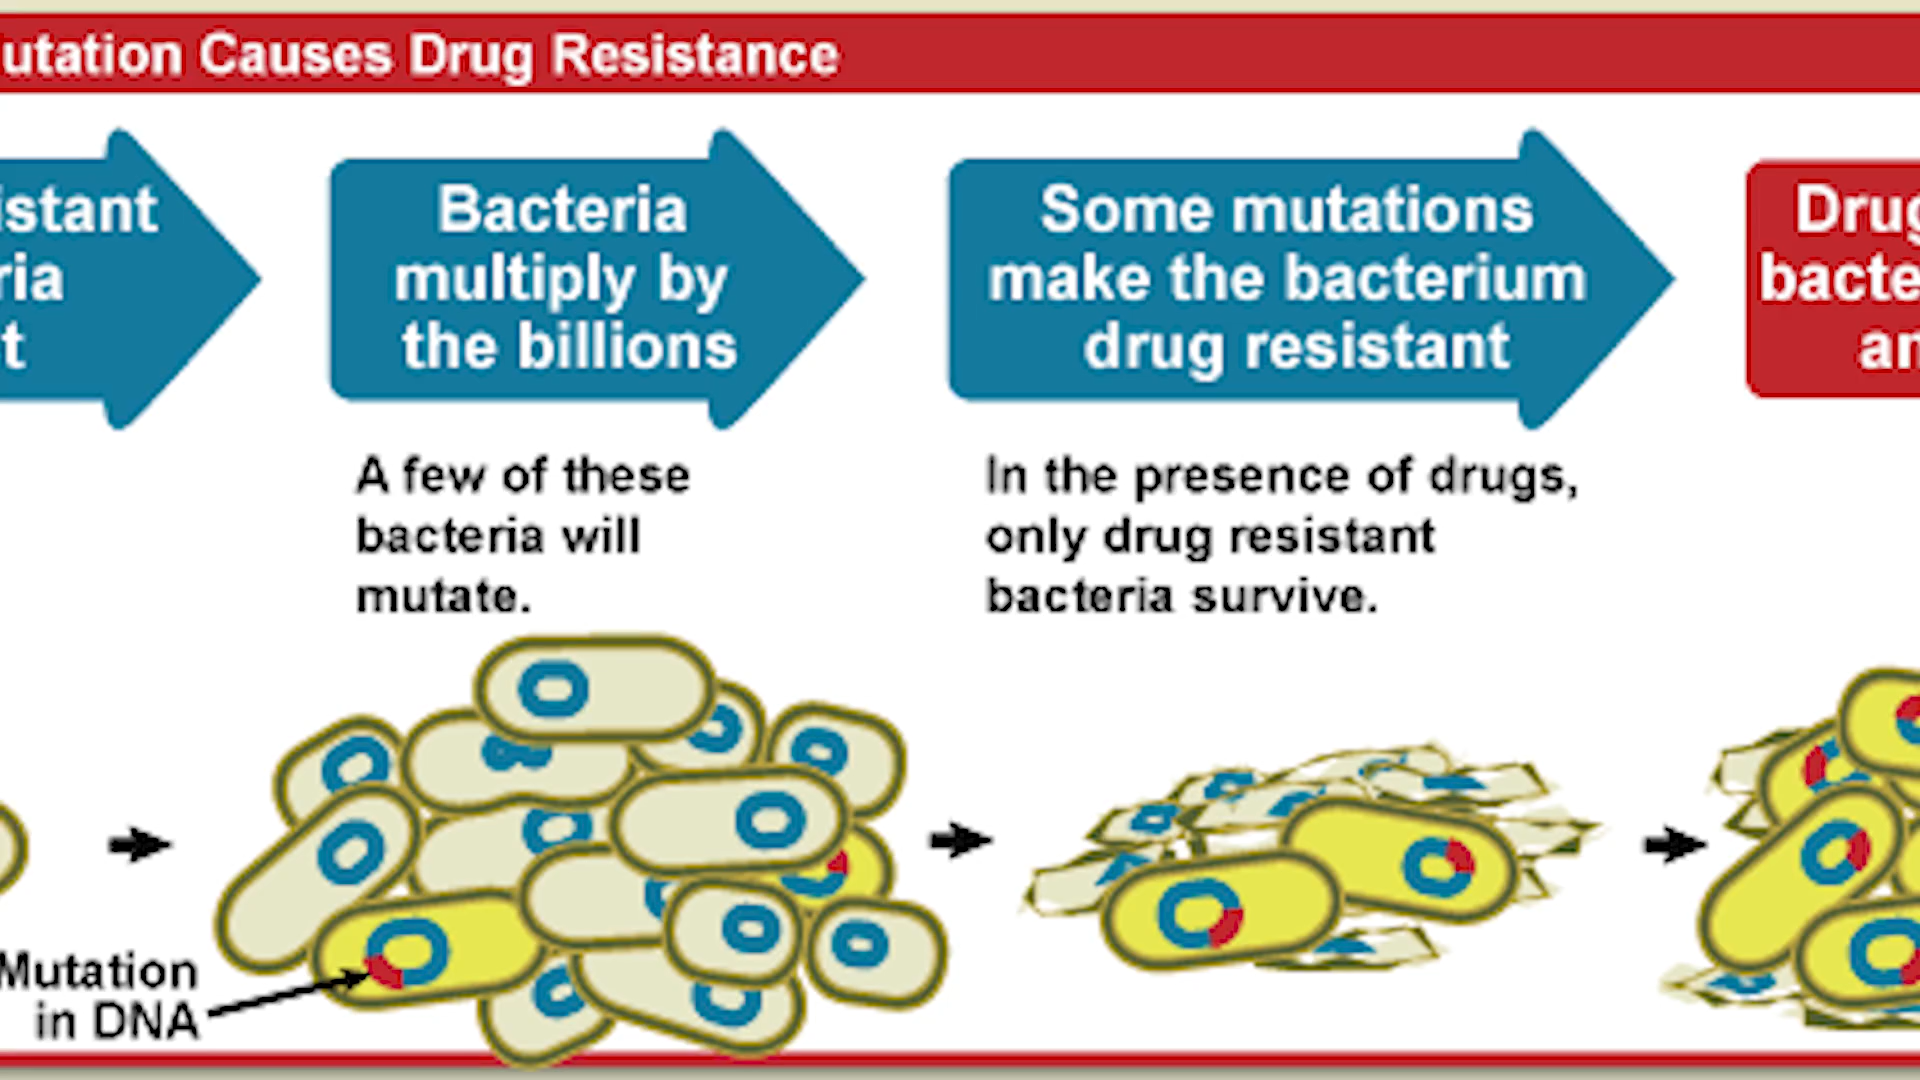 utation Causes Drug Resistance
istant
ria
t
Bacteria
multiply by
the billions
Some mutations
make the bacterium
drug resistant
Drug
bacte
an
A few of these
bacteria will
mutate.
In the presence of drugs,
only drug resistant
bacteria survive.
Mutation
in DNA